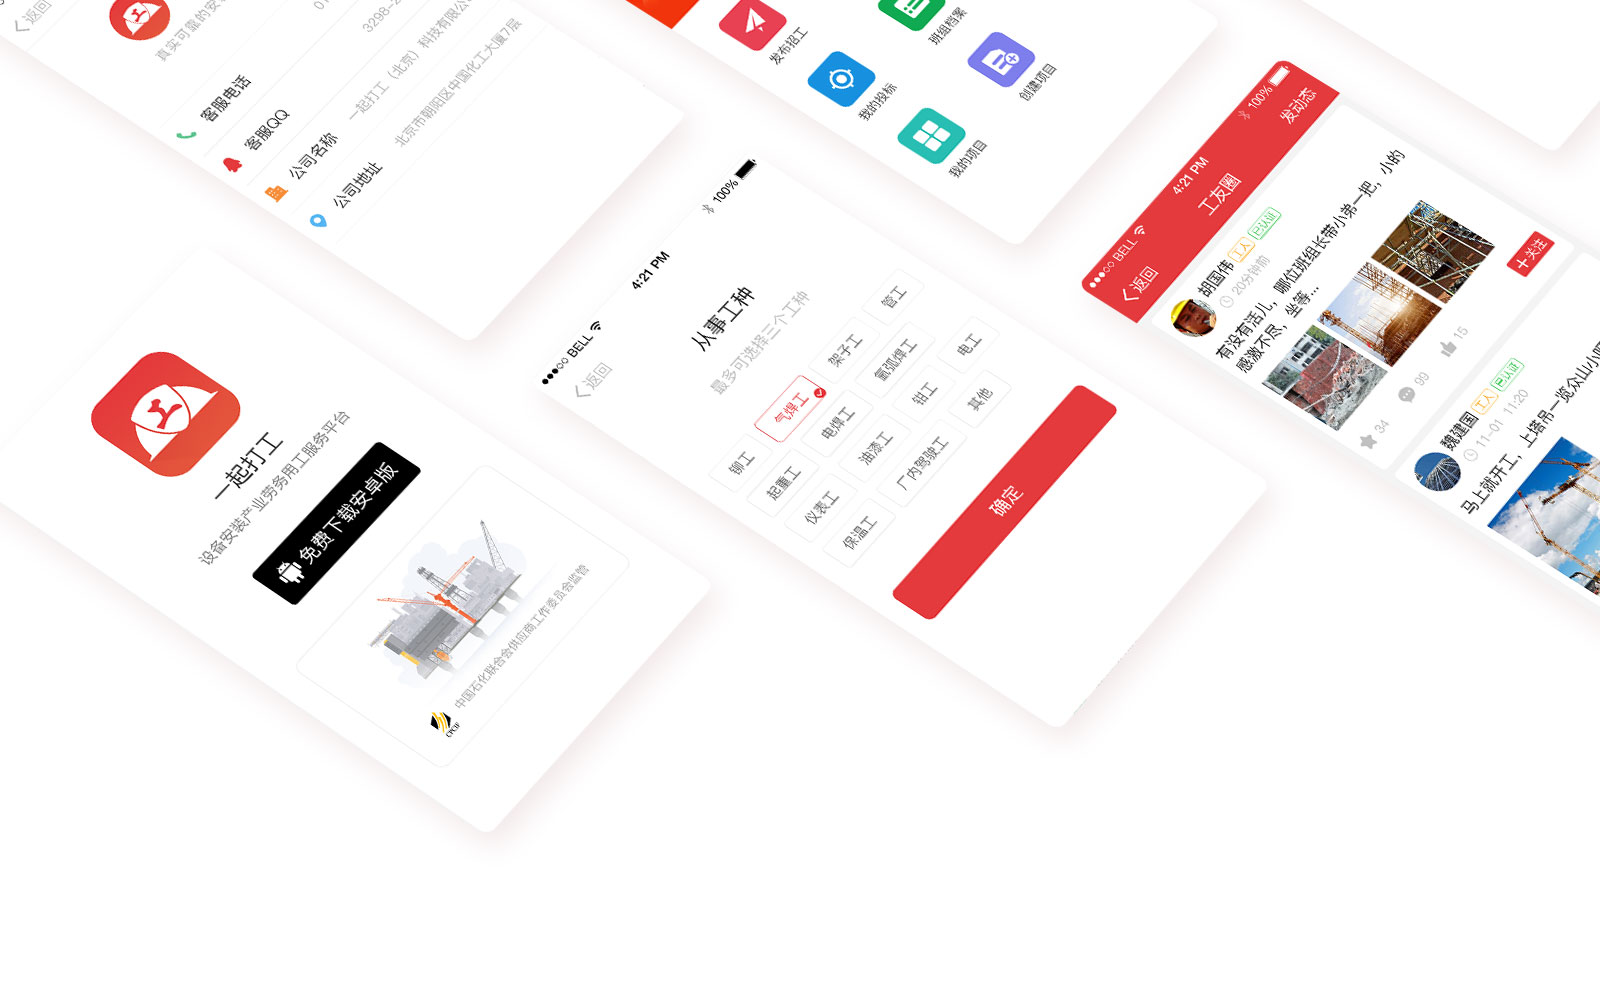 返回
真实可靠的安
客服电话
客服QQ
3298-2
公司名称
一起打工（北京）科技有限公
公司地址
北京市朝阳区中国化工大厦7层
发布招工
班组档案
我的投标
创建项目
我的项目
一起打工
设备安装产业劳务用工服务平台
免费下载安卓版
中国石化联合会供应商工作委员会监管
CPCIF
BELL
4:21 PM
100%
返回
从事工种
最多可选择三个工种
铆工
气焊工
架子工
管工
起重工
电焊工
氩弧焊工
电工
仪表工
油漆工
钳工
其他
保温工
厂内驾驶工
确定
BELL
4:21 PM
100%
返回
工友圈
发动态
胡国伟
工人
已认证
20分钟前
关注
有没有活儿，哪位班组长带小弟一把，小的
感激不尽，坐等...
34
99
15
魏建国
工人
已认证
11-01 11:20
马上就开工，上塔吊一览众山小